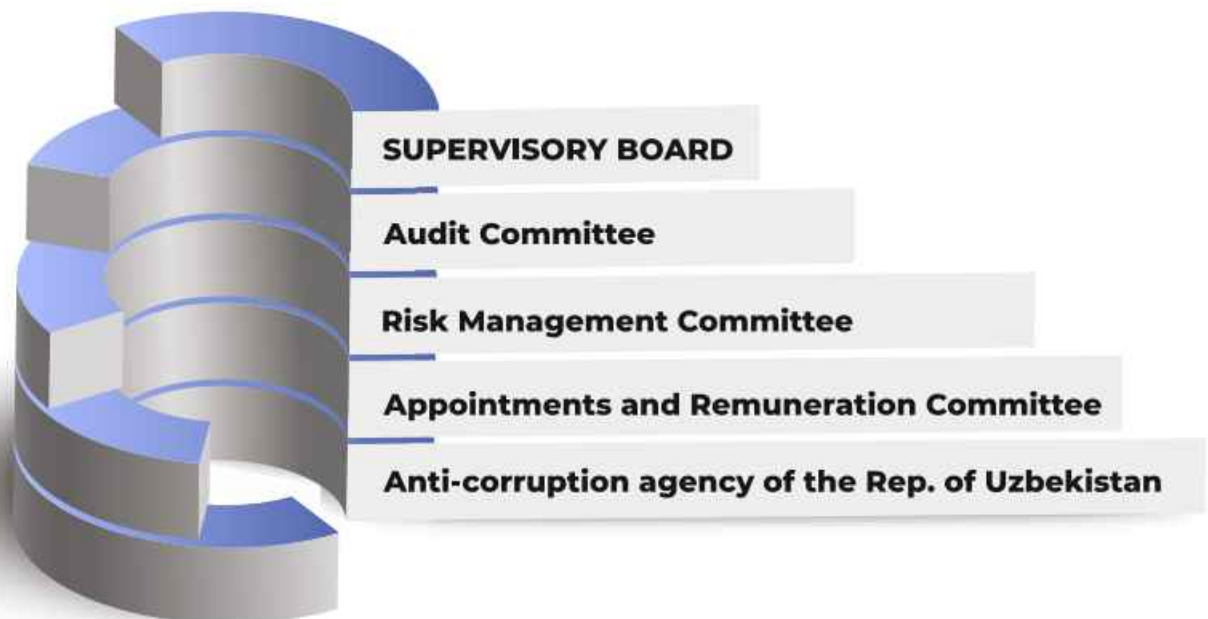 SUPERVISORY BOARD
Audit Committee
Risk Management Committee
Appointments and Remuneration Committee
Anti-corruption agency of the Rep. of Uzbekistan